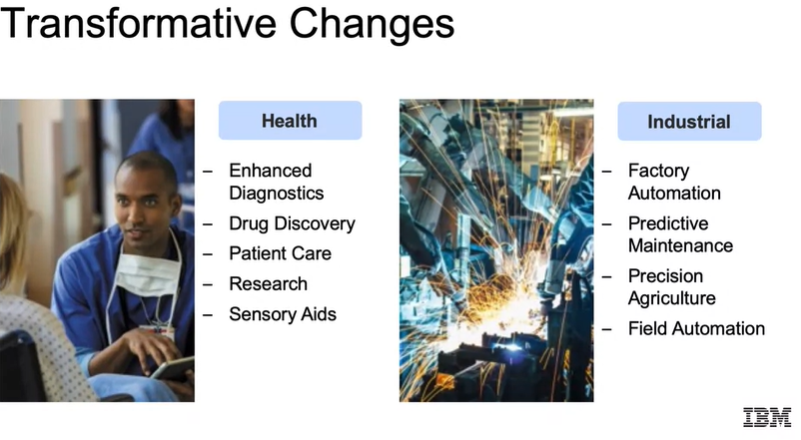 Transformative Changes
Health
– Enhanced
Diagnostics
– Drug Discovery
– Patient Care
– Research
– Sensory Aids
Industrial
– Factory
Automation
– Predictive
Maintenance
– Precision
Agriculture
– Field Automation
IBM